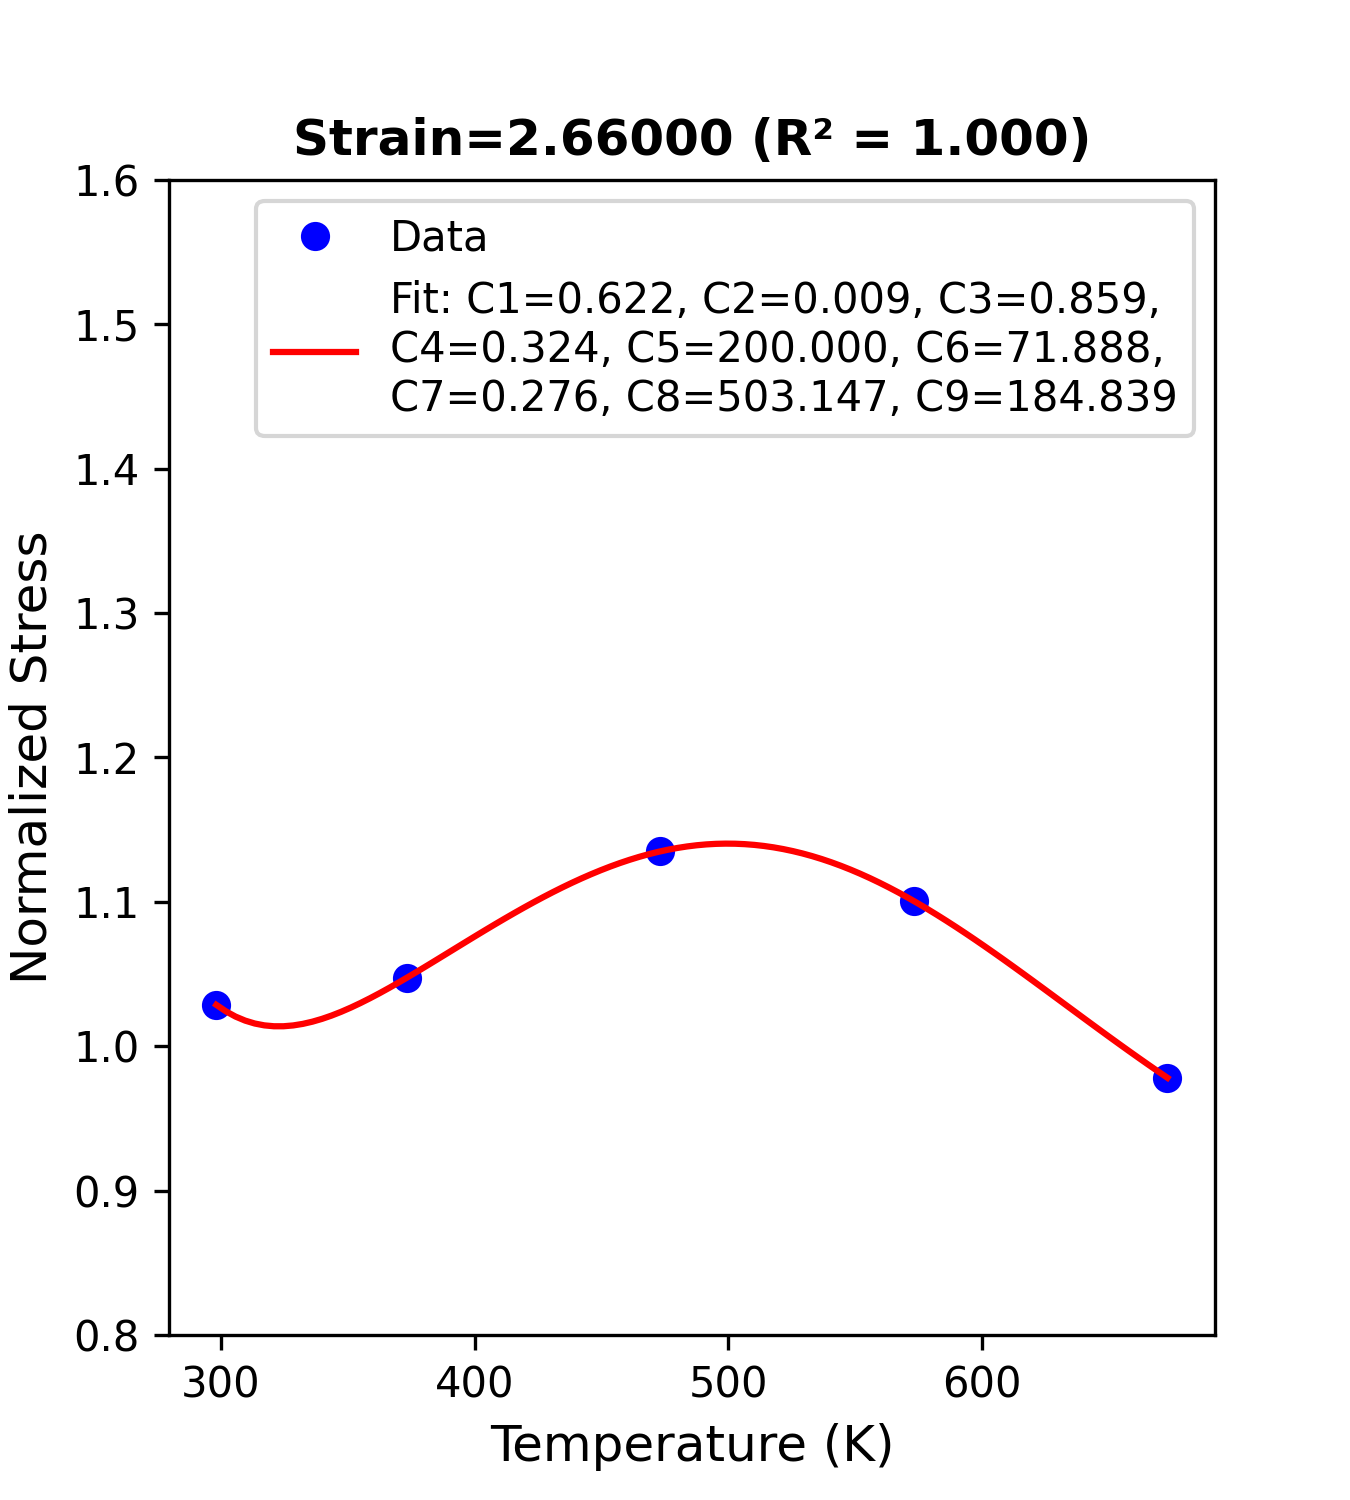 Strain=2.66000 (R² = 1.000)
1.6
1.5
1.4
1.3
1.2
1.1
1.0
0.9
0.8
Normalized Stress
Data
Fit: C1=0.622, C2=0.009, C3=0.859,
C4=0.324, C5=200.000, C6=71.888,
C7=0.276, C8=503.147, C9=184.839
300 400 500 600
Temperature (K)